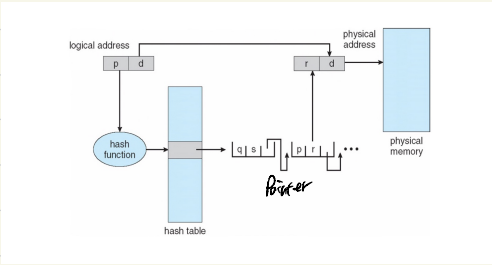 logical address
physical
address
p d
r d
hash
function
q s
p r
•••
physical
memory
Pointer
hash table